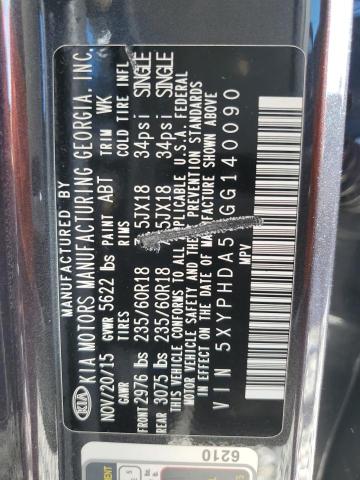 MANUFACTURED BY
KIA KIA MOTORS MANUFACTURING GEORGIA, INC.
NOV/20/15 GVWR 5622 lbs PAINT ABT TRIM WK
GAWR TIRES RIMS COLD TIRE INFL
FRONT 2976 lbs 235/60R18 5JX18 34psi SINGLE
REAR 3075 lbs 235/60R18 5JX18 34psi SINGLE
THIS VEHICLE CONFORMS TO ALL APPLICABLE U.S.A. FEDERAL
MOTOR VEHICLE SAFETY AND THEFT PREVENTION STANDARDS
IN EFFECT ON THE DATE OF MANUFACTURE SHOWN ABOVE
VIN 5XYPHDA5 GG140090
MPV
6210